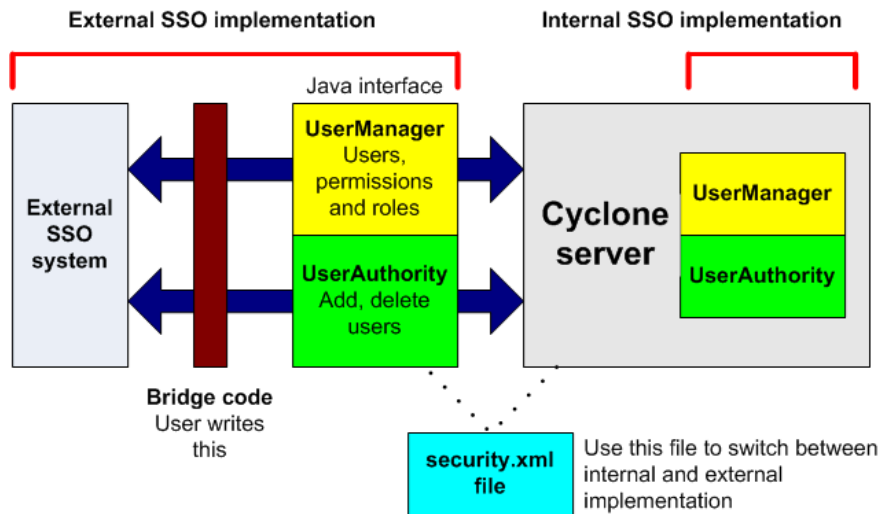 External SSO implementation
Internal SSO implementation
Java interface
External
SSO
system
UserManager
Users,
permissions
and roles
UserAuthority
Add, delete
users
Cyclone
server
UserManager
UserAuthority
Bridge code
User writes
this
security.xml
file
Use this file to switch between
internal and external
implementation